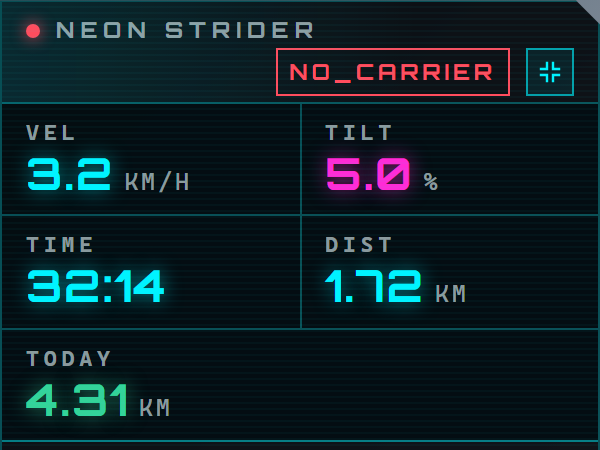 NEON STRIDER
NO_CARRIER
VEL
3.2 KM/H
TILT
5.0 %
TIME
32:14
DIST
1.72 KM
TODAY
4.31 KM